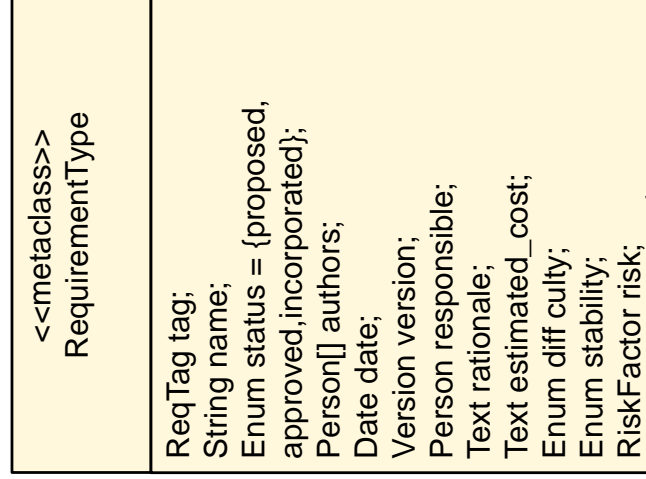 <<metaclass>>
RequirementType
ReqTag tag;
String name;
Enum status = {proposed,
approved,incorporated};
Person[] authors;
Date date;
Version version;
Person responsible;
Text rationale;
Text estimated_cost;
Enum diff culty;
Enum stability;
RiskFactor risk;